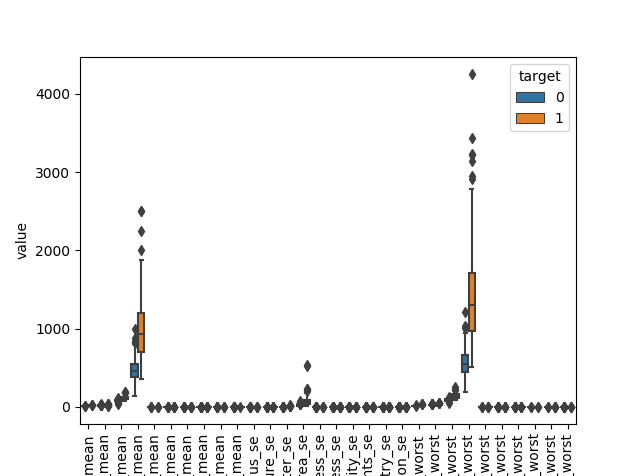 target
0
1
4000
3000
2000
1000
0
value
mean
mean
mean
mean
mean
mean
mean
mean
mean
mean
us_se
ure_se
ter_se
ea_se
ess_se
ess_se
ity_se
nts_se
try_se
on_se
worst
worst
worst
worst
worst
worst
worst
worst
worst
worst